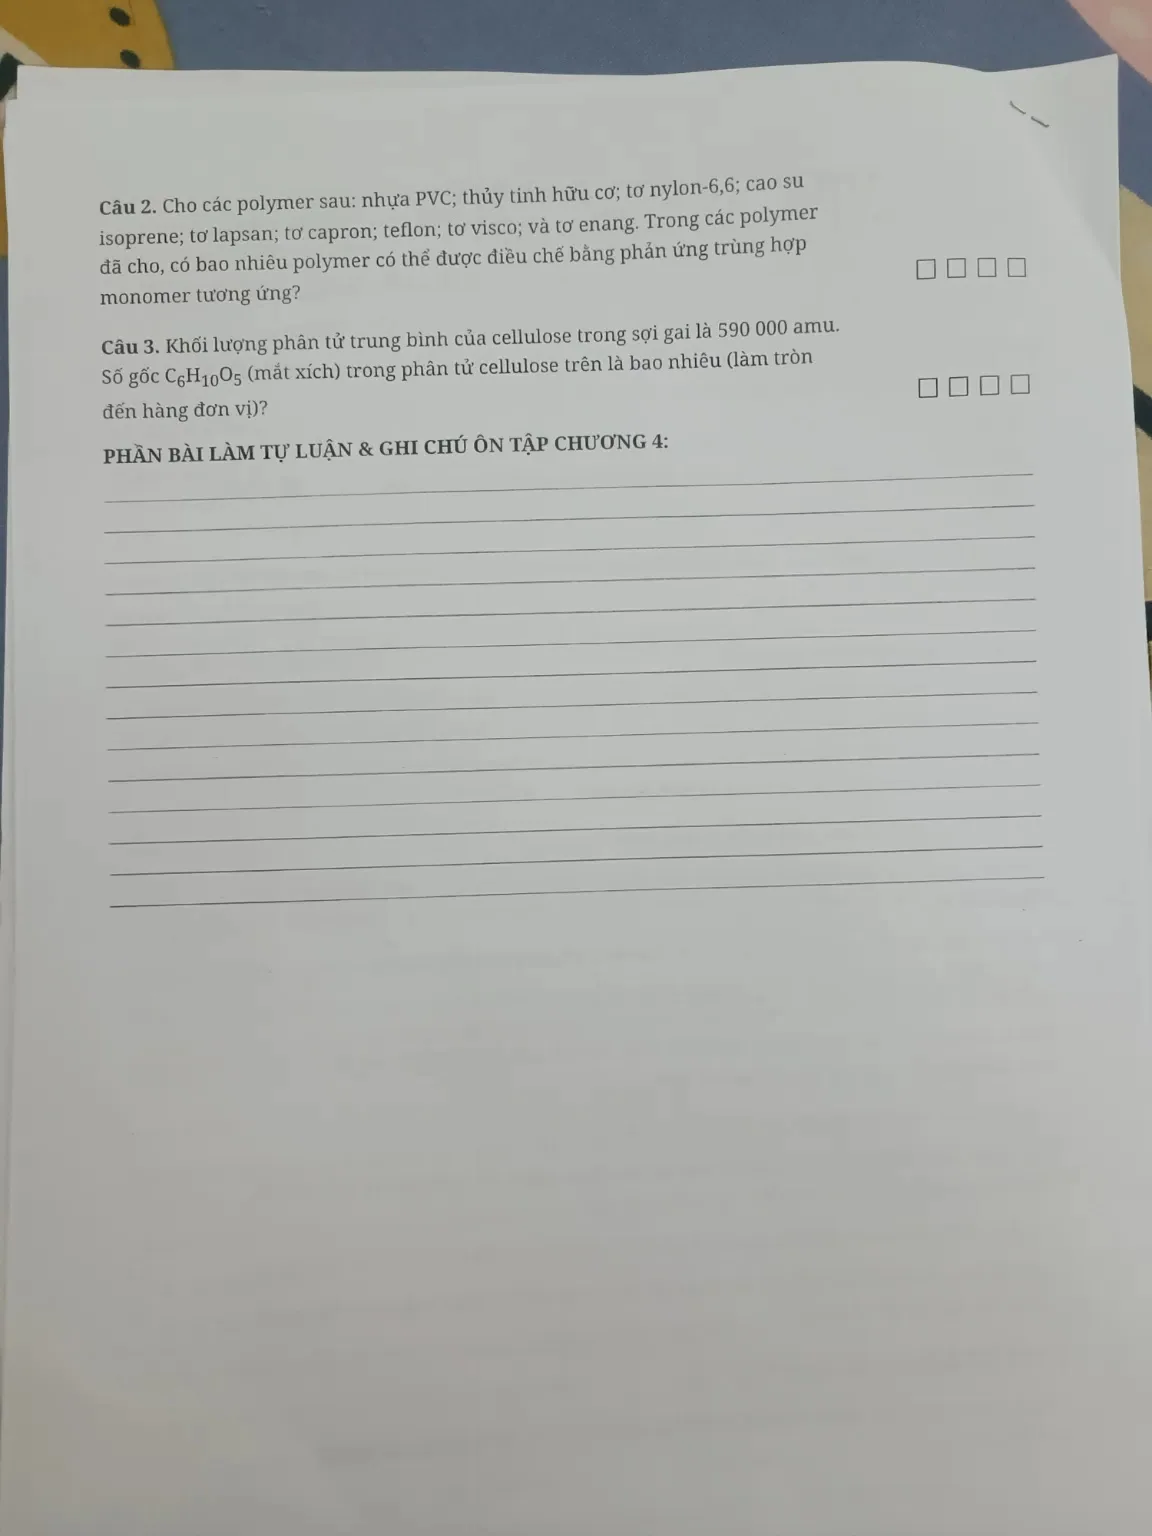 Câu 2. Cho các polymer sau: nhựa PVC; thủy tinh hữu cơ; tơ nylon-6,6; cao su
isoprene; tơ lapsan; tơ capron; teflon; tơ visco; và tơ enang. Trong các polymer
đã cho, có bao nhiêu polymer có thể được điều chế bằng phản ứng trùng hợp
monomer tương ứng?
Câu 3. Khối lượng phân tử trung bình của cellulose trong sợi gai là 590 000 amu.
Số gốc C₆H₁₀O₅ (mắt xích) trong phân tử cellulose trên là bao nhiêu (làm tròn
đến hàng đơn vị)?
PHẦN BÀI LÀM TỰ LUẬN & GHI CHÚ ÔN TẬP CHƯƠNG 4: